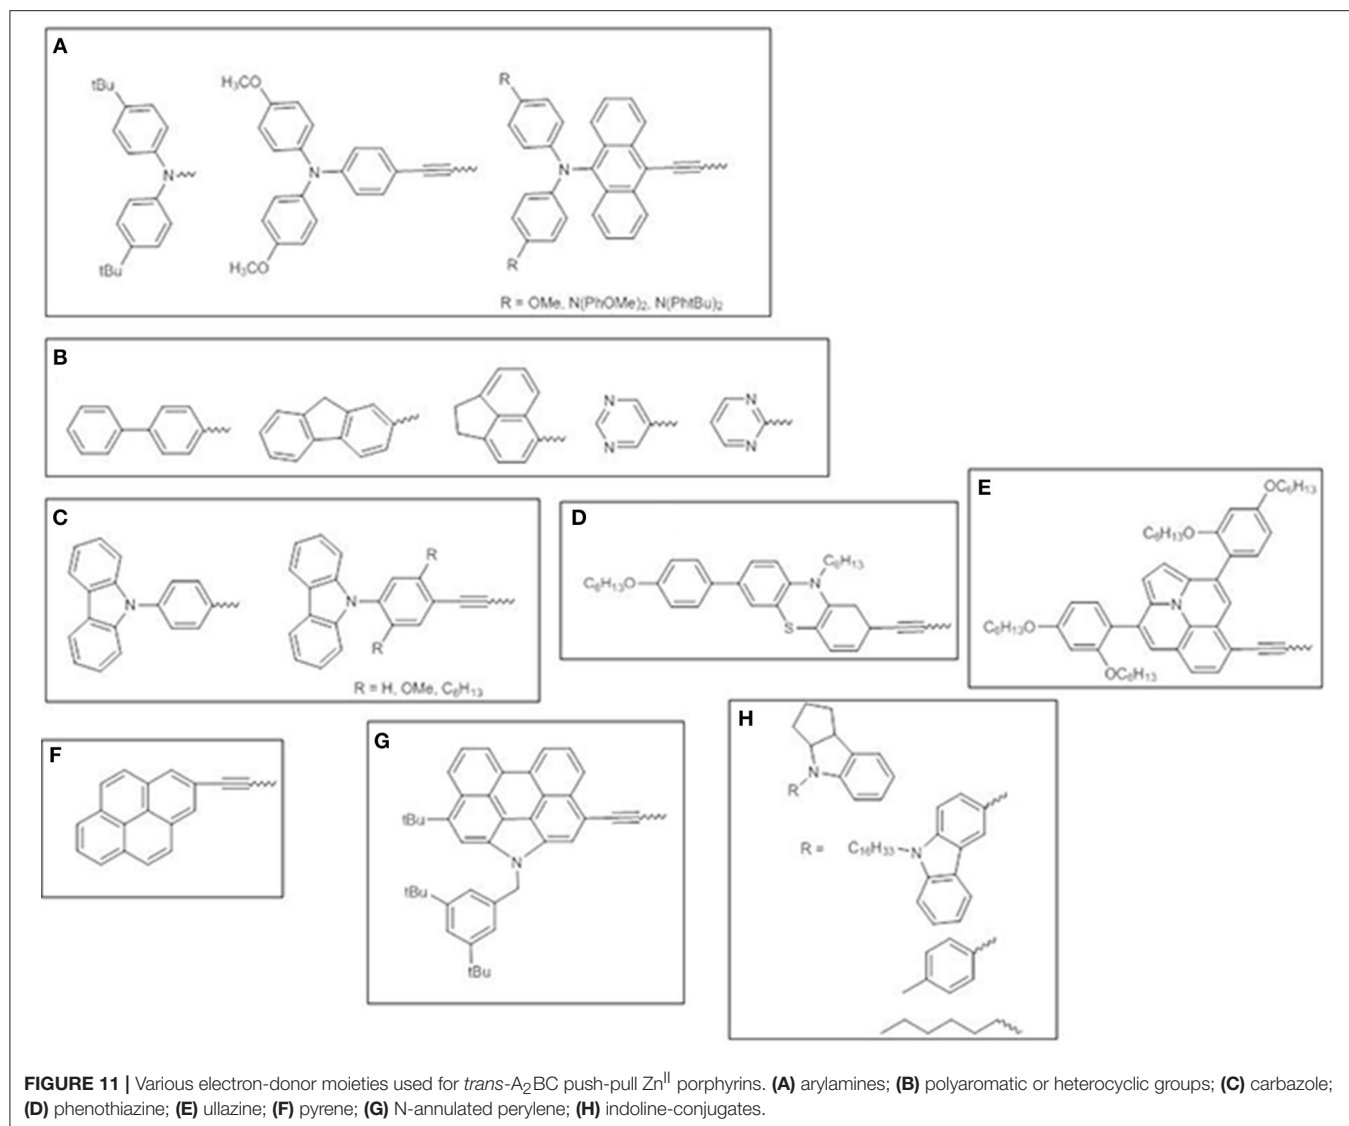 A
tBu
N
tBu
H₃CO
N
H₃CO
R
N
R
R = OMe, N(PhOMe)₂, N(PhtBu)₂
B
N
N
N
N
C
N
R
N
R
R = H, OMe, C₆H₁₃
D
C₆H₁₃O
C₆H₁₃
N
S
E
OC₆H₁₃
C₆H₁₃O
N
C₆H₁₃O
OC₆H₁₃
F
G
tBu
N
tBu
tBu
H
N
R
R = C₁₆H₃₃-N
FIGURE 11 | Various electron-donor moieties used for trans-A₂BC push-pull Znᴵᴵ porphyrins. (A) arylamines; (B) polyaromatic or heterocyclic groups; (C) carbazole;
(D) phenothiazine; (E) ullazine; (F) pyrene; (G) N-annulated perylene; (H) indoline-conjugates.